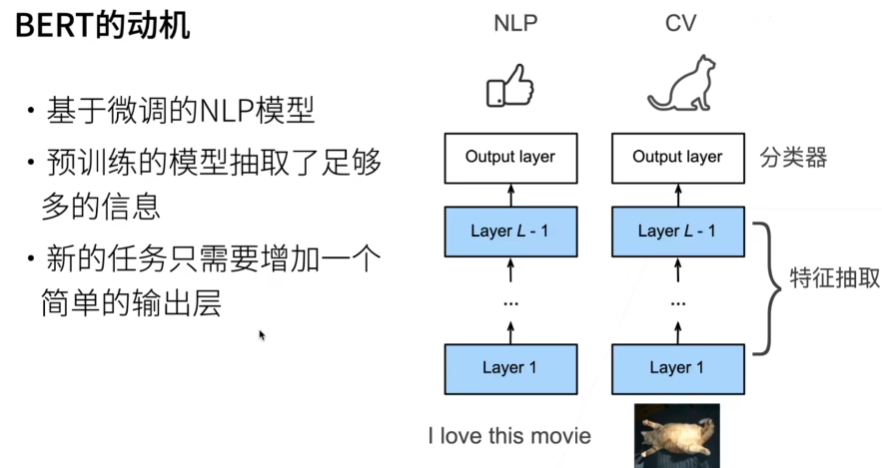 BERT的动机
• 基于微调的NLP模型
• 预训练的模型抽取了足够
多的信息
• 新的任务只需要增加一个
简单的输出层
NLP
CV
Output layer
Output layer
分类器
Layer L - 1
Layer L - 1
...
...
特征抽取
Layer 1
Layer 1
I love this movie